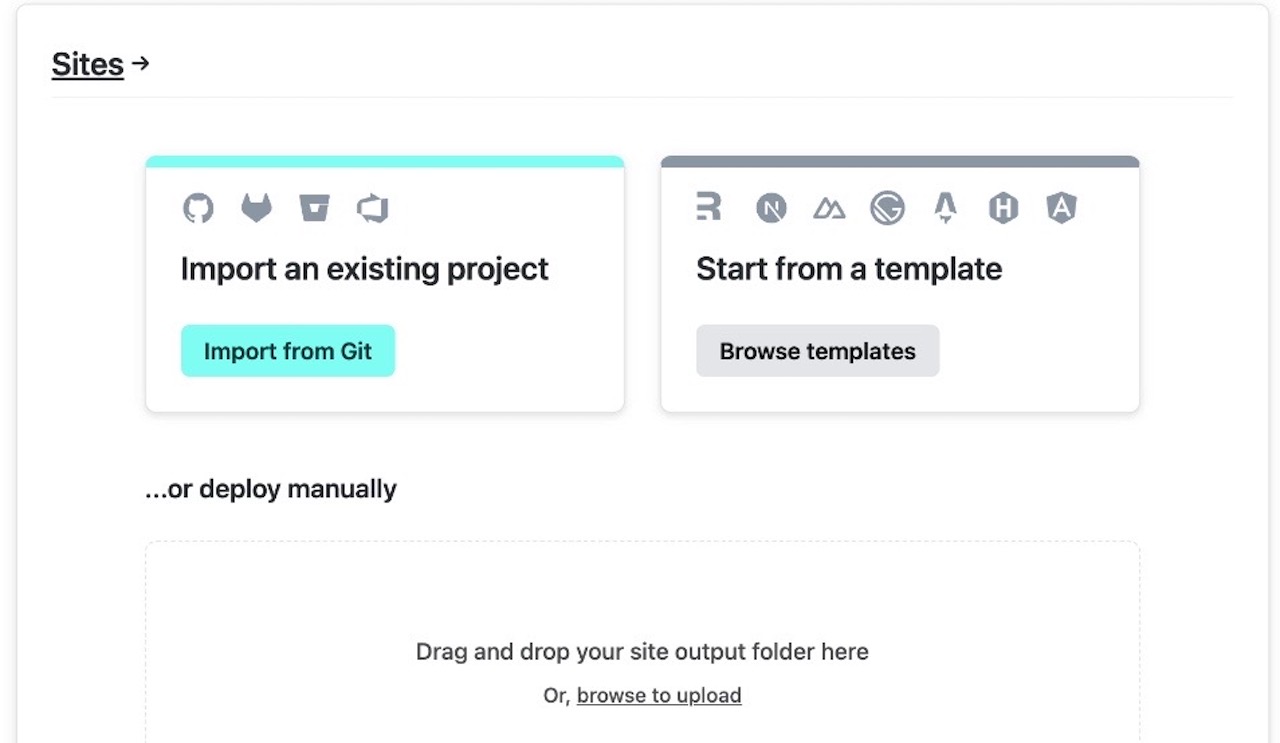 Sites →
Import an existing project
Import from Git
Start from a template
Browse templates
...or deploy manually
Drag and drop your site output folder here
Or, browse to upload